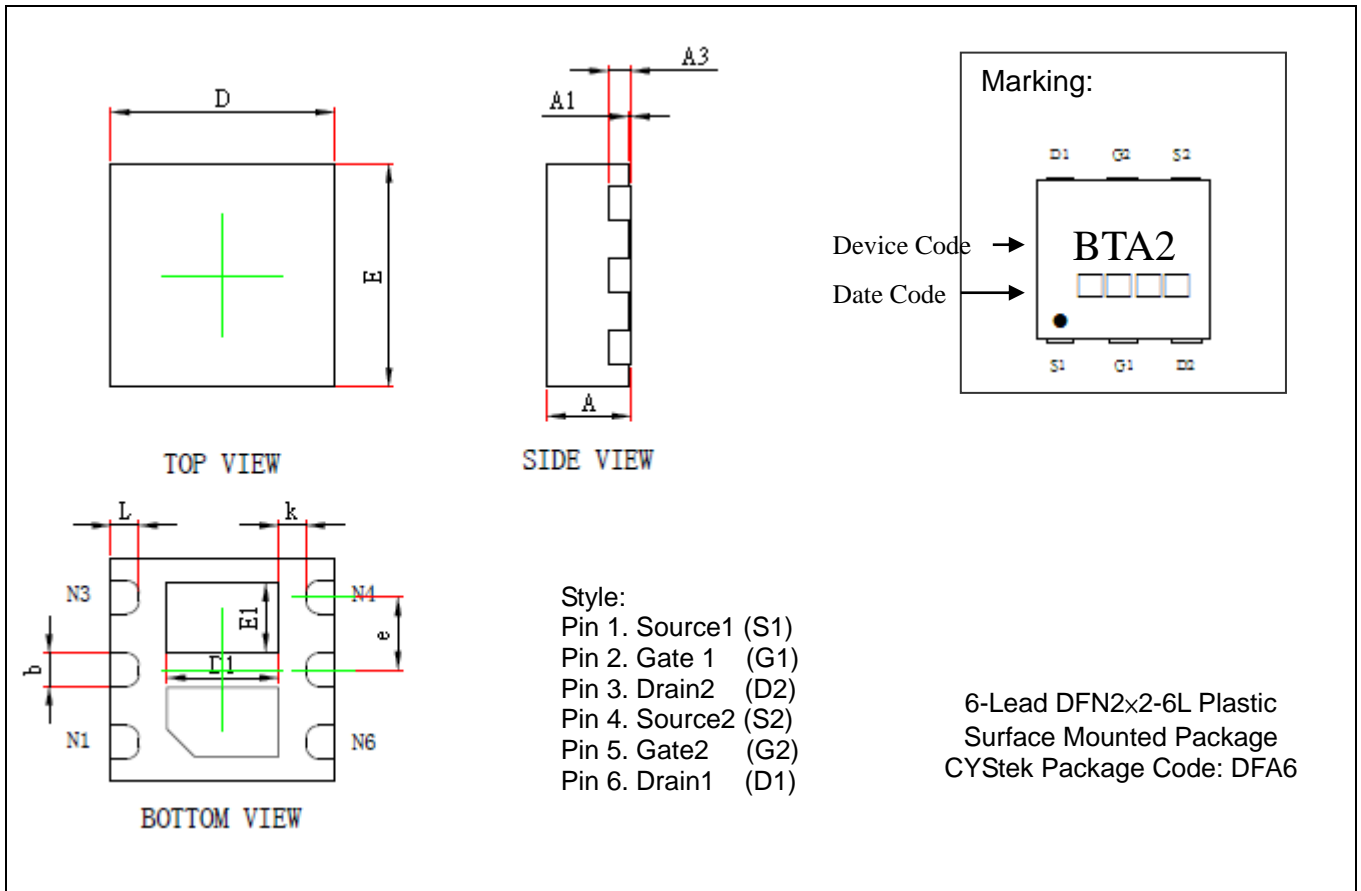 D
E
TOP VIEW
A3
A1
A
SIDE VIEW
Marking:
D1 G2 S2
Device Code
BTA2
Date Code
S1 G1 D2
L
k
N3
N4
E1
e
b
D1
N1
N6
BOTTOM VIEW
Style:
Pin 1. Source1 (S1)
Pin 2. Gate 1 (G1)
Pin 3. Drain2 (D2)
Pin 4. Source2 (S2)
Pin 5. Gate2 (G2)
Pin 6. Drain1 (D1)
6-Lead DFN2×2-6L Plastic
Surface Mounted Package
CYStek Package Code: DFA6